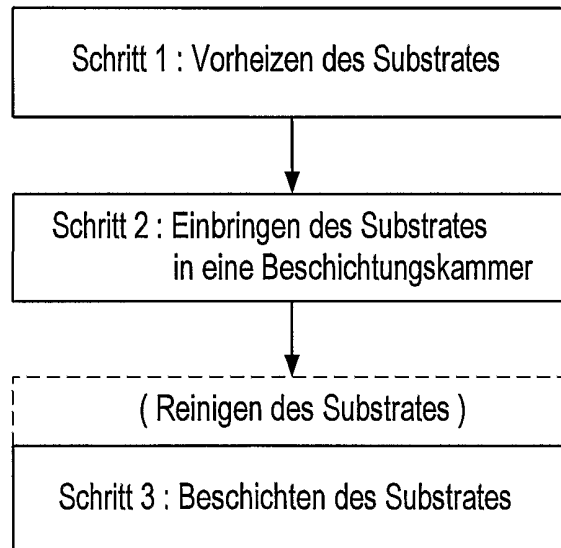 Schritt 1 : Vorheizen des Substrates
Schritt 2 : Einbringen des Substrates
in eine Beschichtungskammer
( Reinigen des Substrates )
Schritt 3 : Beschichten des Substrates